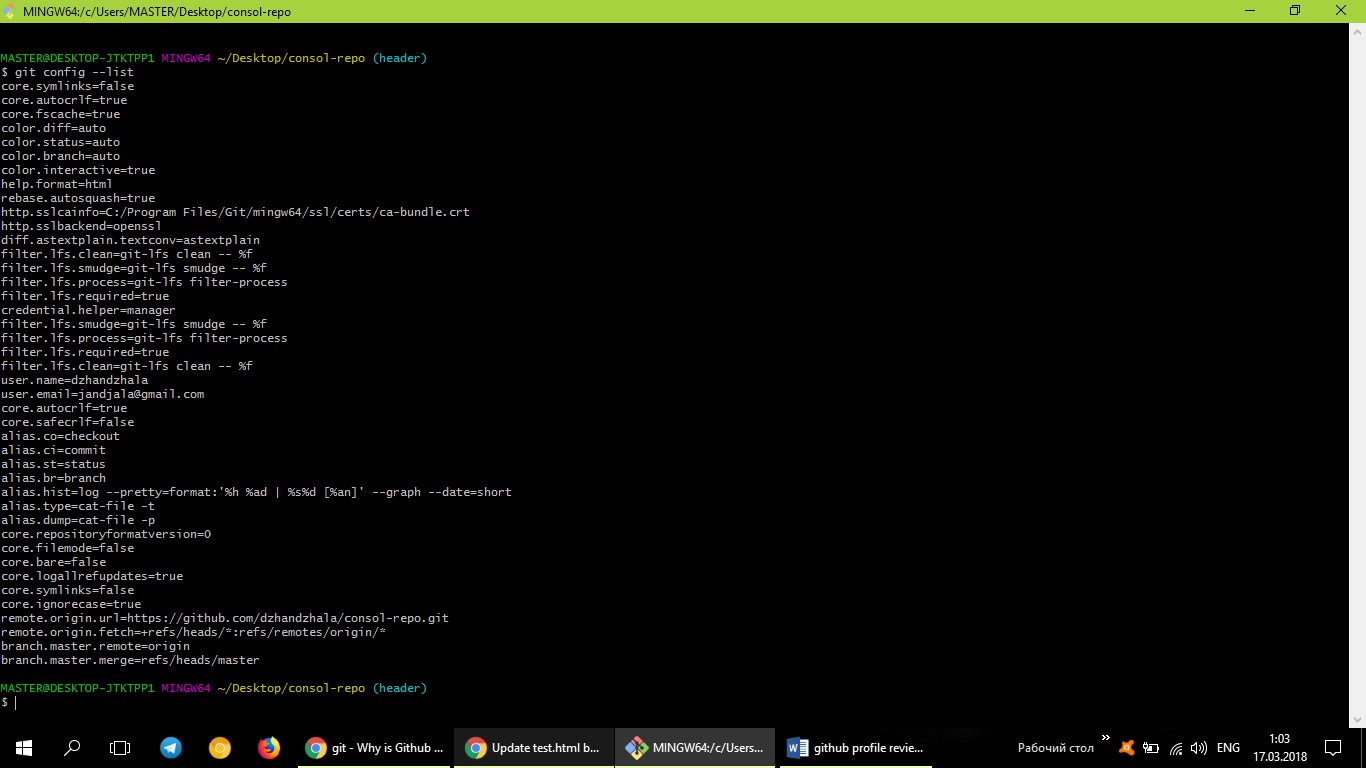 MINGW64:/c/Users/MASTER/Desktop/consol-repo
MASTER@DESKTOP-JTKTPP1 MINGW64 ~/Desktop/consol-repo (header)
$ git config --list
core.symlinks=false
core.autocrlf=true
core.fscache=true
color.diff=auto
color.status=auto
color.branch=auto
color.interactive=true
help.format=html
rebase.autosquash=true
http.sslcainfo=C:/Program Files/Git/mingw64/ssl/certs/ca-bundle.crt
http.sslbackend=openssl
diff.astextplain.textconv=astextplain
filter.lfs.clean=git-lfs clean -- %f
filter.lfs.smudge=git-lfs smudge -- %f
filter.lfs.process=git-lfs filter-process
filter.lfs.required=true
credential.helper=manager
filter.lfs.smudge=git-lfs smudge -- %f
filter.lfs.process=git-lfs filter-process
filter.lfs.required=true
filter.lfs.clean=git-lfs clean -- %f
user.name=dzhandzhala
user.email=jandjala@gmail.com
core.autocrlf=true
core.safecrlf=false
alias.co=checkout
alias.ci=commit
alias.st=status
alias.br=branch
alias.hist=log --pretty=format:'%h %ad | %s%d [%an]' --graph --date=short
alias.type=cat-file -t
alias.dump=cat-file -p
core.repositoryformatversion=0
core.filemode=false
core.bare=false
core.logallrefupdates=true
core.symlinks=false
core.ignorecase=true
remote.origin.url=https://github.com/dzhandzhala/consol-repo.git
remote.origin.fetch=+refs/heads/*:refs/remotes/origin/*
branch.master.remote=origin
branch.master.merge=refs/heads/master
MASTER@DESKTOP-JTKTPP1 MINGW64 ~/Desktop/consol-repo (header)
$
git - Why is Github ... Update test.html b... MINGW64:/c/Users... github profile revie... Рабочий стол » ENG 1:03
17.03.2018